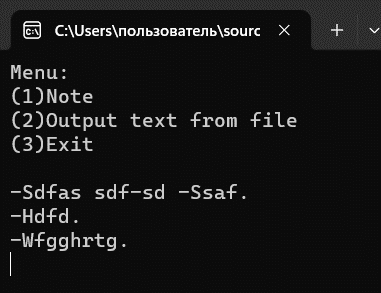 C:\Users\пользователь\sourc
Menu:
(1)Note
(2)Output text from file
(3)Exit
-Sdfas sdf-sd -Ssaf.
-Hdfd.
-Wfgghrtg.